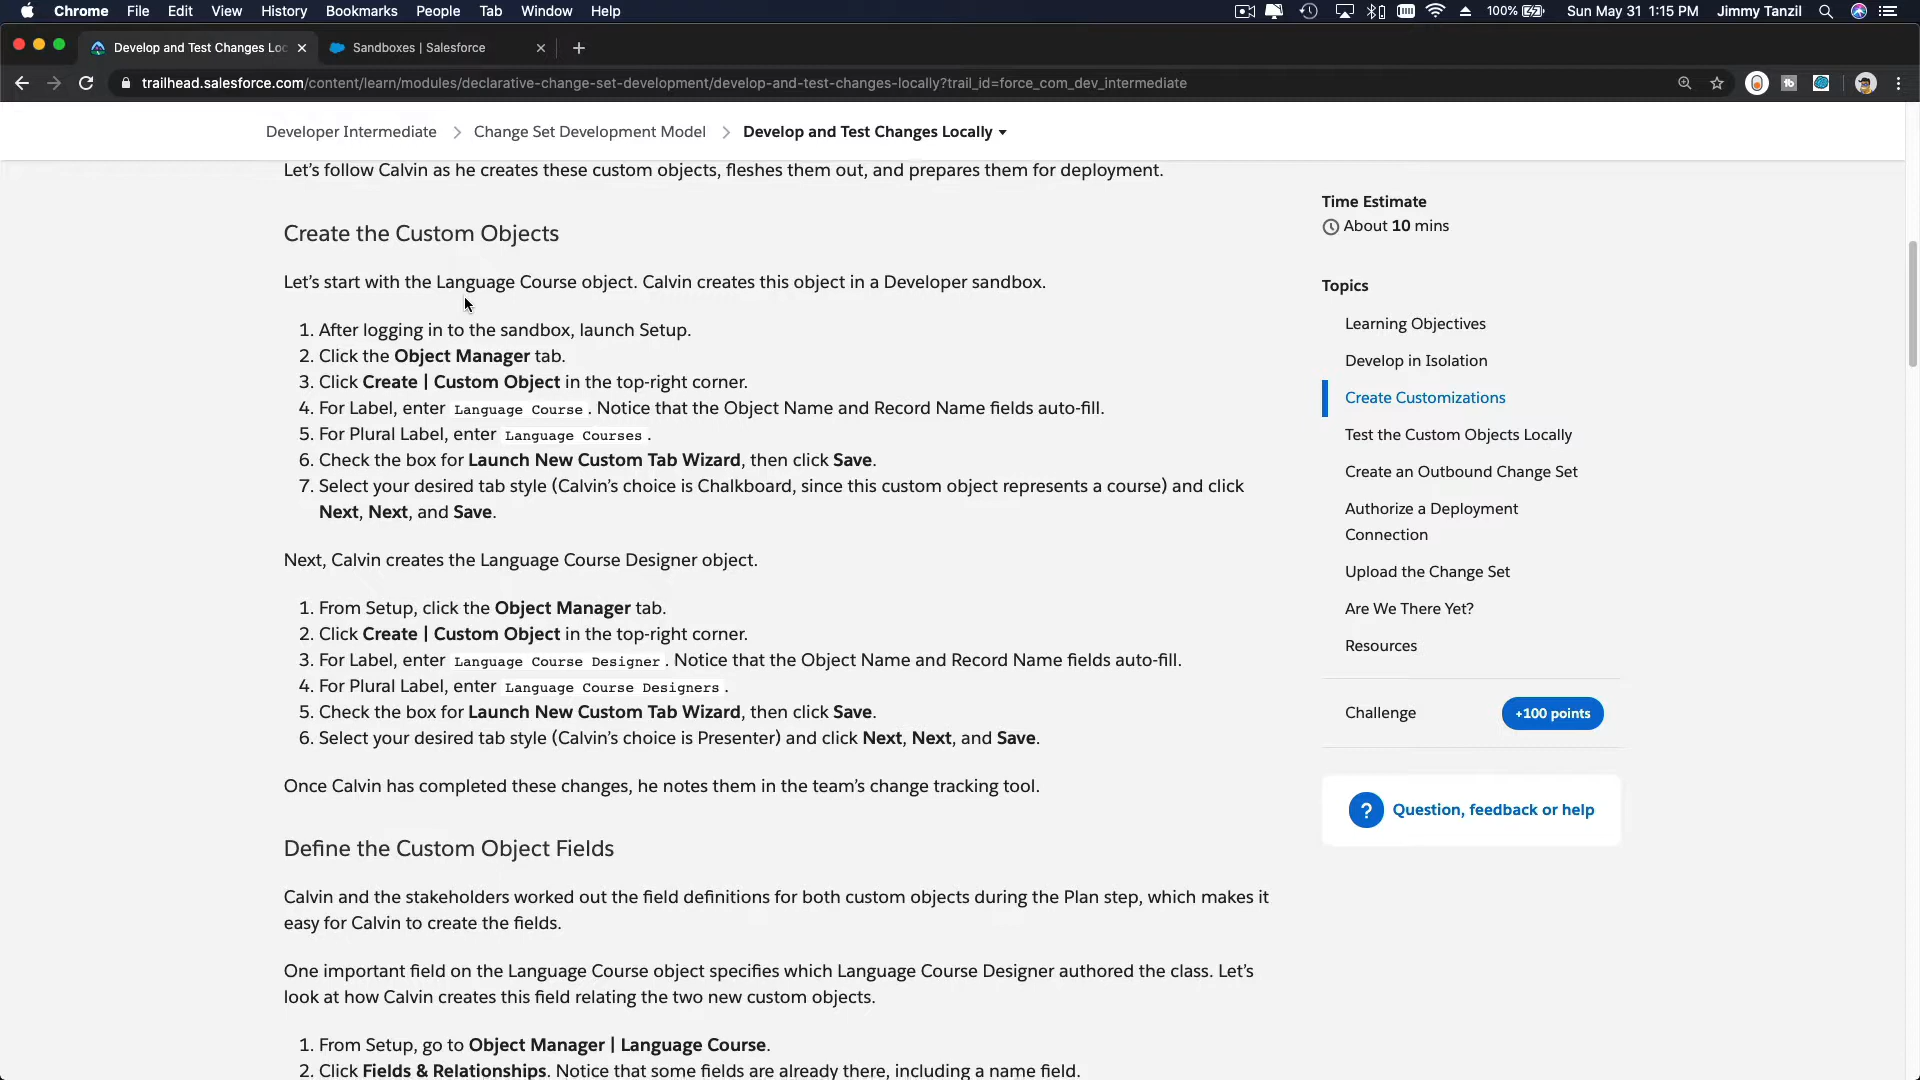 Chrome File Edit View History Bookmarks People Tab Window Help 100% Sun May 31 1:15 PM Jimmy Tanzil
Develop and Test Changes Loc Sandboxes | Salesforce
trailhead.salesforce.com/content/learn/modules/declarative-change-set-development/develop-and-test-changes-locally?trail_id=force_com_dev_intermediate
Developer Intermediate > Change Set Development Model > Develop and Test Changes Locally
Let’s follow Calvin as he creates these custom objects, fleshes them out, and prepares them for deployment.
Create the Custom Objects
Let’s start with the Language Course object. Calvin creates this object in a Developer sandbox.
1. After logging in to the sandbox, launch Setup.
2. Click the Object Manager tab.
3. Click Create | Custom Object in the top-right corner.
4. For Label, enter Language Course. Notice that the Object Name and Record Name fields auto-fill.
5. For Plural Label, enter Language Courses.
6. Check the box for Launch New Custom Tab Wizard, then click Save.
7. Select your desired tab style (Calvin’s choice is Chalkboard, since this custom object represents a course) and click
Next, Next, and Save.
Next, Calvin creates the Language Course Designer object.
1. From Setup, click the Object Manager tab.
2. Click Create | Custom Object in the top-right corner.
3. For Label, enter Language Course Designer. Notice that the Object Name and Record Name fields auto-fill.
4. For Plural Label, enter Language Course Designers.
5. Check the box for Launch New Custom Tab Wizard, then click Save.
6. Select your desired tab style (Calvin’s choice is Presenter) and click Next, Next, and Save.
Once Calvin has completed these changes, he notes them in the team’s change tracking tool.
Define the Custom Object Fields
Calvin and the stakeholders worked out the field definitions for both custom objects during the Plan step, which makes it
easy for Calvin to create the fields.
One important field on the Language Course object specifies which Language Course Designer authored the class. Let’s
look at how Calvin creates this field relating the two new custom objects.
1. From Setup, go to Object Manager | Language Course.
2. Click Fields & Relationships. Notice that some fields are already there, including a name field.
Time Estimate
About 10 mins
Topics
Learning Objectives
Develop in Isolation
Create Customizations
Test the Custom Objects Locally
Create an Outbound Change Set
Authorize a Deployment
Connection
Upload the Change Set
Are We There Yet?
Resources
Challenge +100 points
? Question, feedback or help